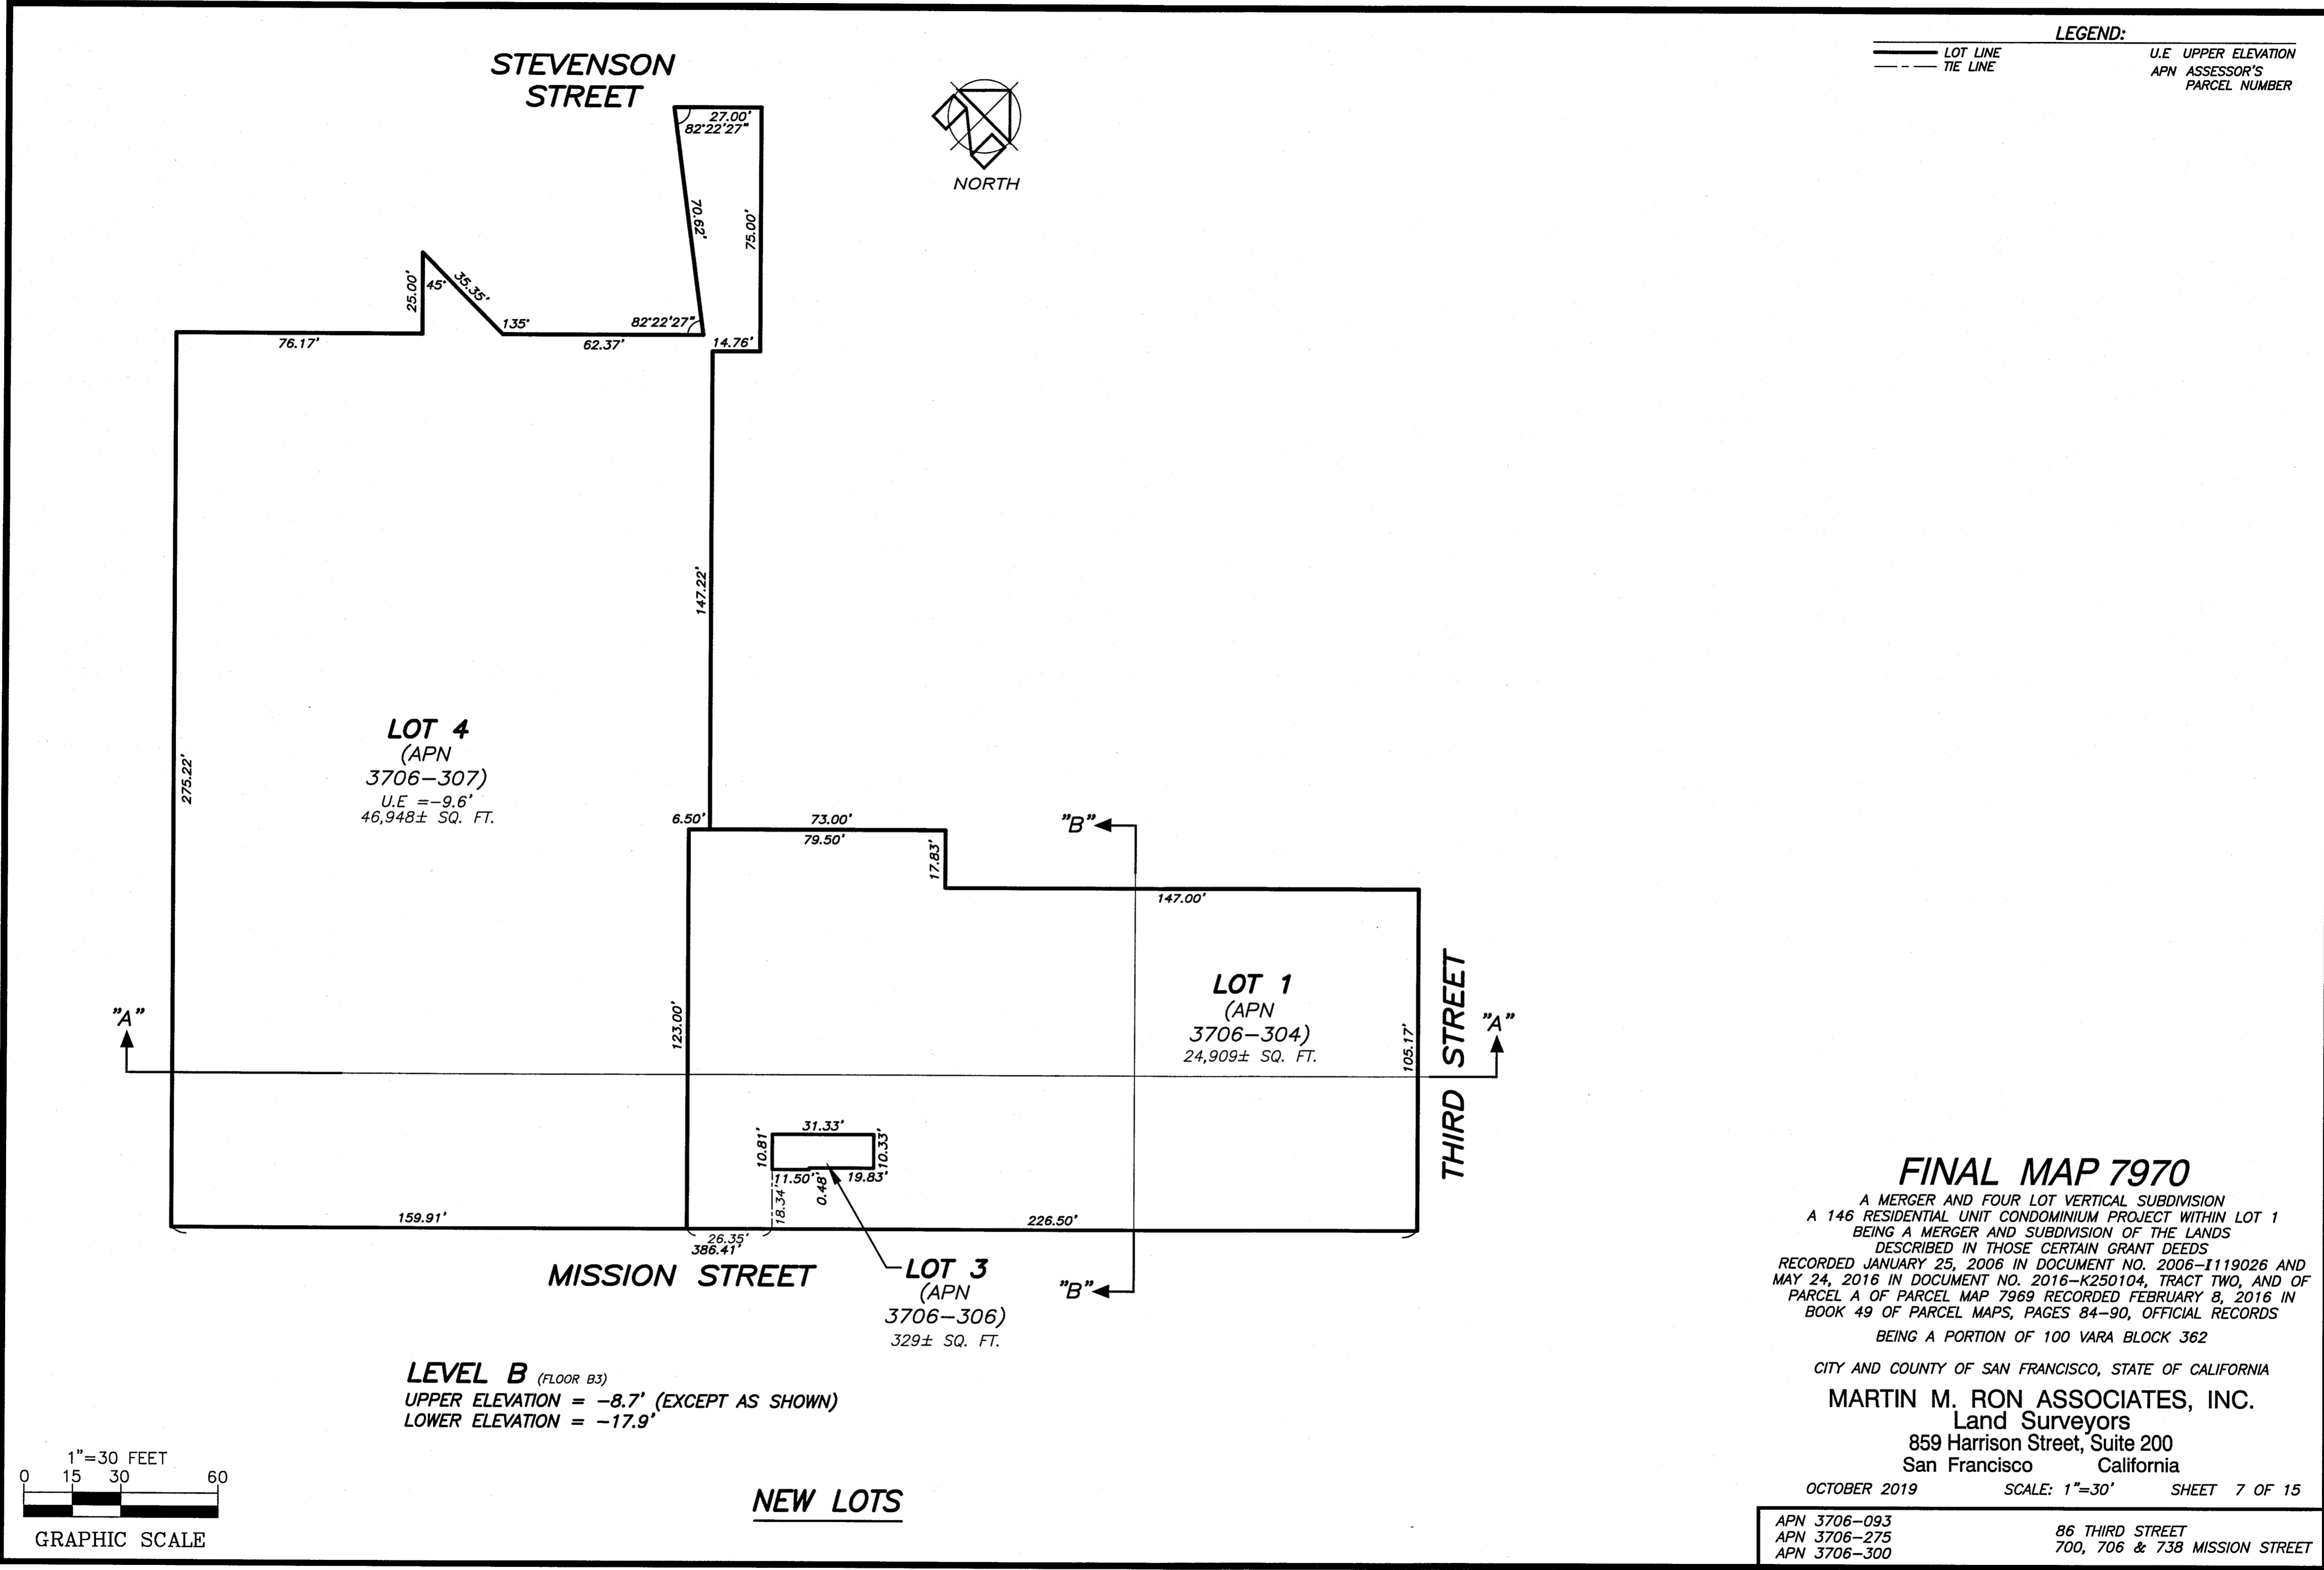 LEGEND:
LOT LINE
TIE LINE
U.E UPPER ELEVATION
APN ASSESSOR'S
PARCEL NUMBER
STEVENSON
STREET
NORTH
27.00'
82°22'27"
70.62'
75.00'
25.00'
45°
35.35'
135°
82°22'27"
76.17'
62.37'
14.76'
147.22'
275.22'
LOT 4
(APN
3706-307)
U.E =-9.6'
46,948± SQ. FT.
6.50'
73.00'
79.50'
17.83'
"B"
147.00'
123.00'
LOT 1
(APN
3706-304)
24,909± SQ. FT.
105.17'
THIRD STREET
"A"
"A"
31.33'
10.81'
10.33'
11.50'
0.48'
19.83'
18.34'
159.91'
226.50'
26.35'
386.41'
MISSION STREET
LOT 3
(APN
3706-306)
329± SQ. FT.
"B"
LEVEL B (FLOOR B3)
UPPER ELEVATION = -8.7' (EXCEPT AS SHOWN)
LOWER ELEVATION = -17.9'
1"=30 FEET
0 15 30 60
GRAPHIC SCALE
NEW LOTS
FINAL MAP 7970
A MERGER AND FOUR LOT VERTICAL SUBDIVISION
A 146 RESIDENTIAL UNIT CONDOMINIUM PROJECT WITHIN LOT 1
BEING A MERGER AND SUBDIVISION OF THE LANDS
DESCRIBED IN THOSE CERTAIN GRANT DEEDS
RECORDED JANUARY 25, 2006 IN DOCUMENT NO. 2006-I119026 AND
MAY 24, 2016 IN DOCUMENT NO. 2016-K250104, TRACT TWO, AND OF
PARCEL A OF PARCEL MAP 7969 RECORDED FEBRUARY 8, 2016 IN
BOOK 49 OF PARCEL MAPS, PAGES 84-90, OFFICIAL RECORDS
BEING A PORTION OF 100 VARA BLOCK 362
CITY AND COUNTY OF SAN FRANCISCO, STATE OF CALIFORNIA
MARTIN M. RON ASSOCIATES, INC.
Land Surveyors
859 Harrison Street, Suite 200
San Francisco California
OCTOBER 2019 SCALE: 1"=30' SHEET 7 OF 15
APN 3706-093
APN 3706-275
APN 3706-300
86 THIRD STREET
700, 706 & 738 MISSION STREET